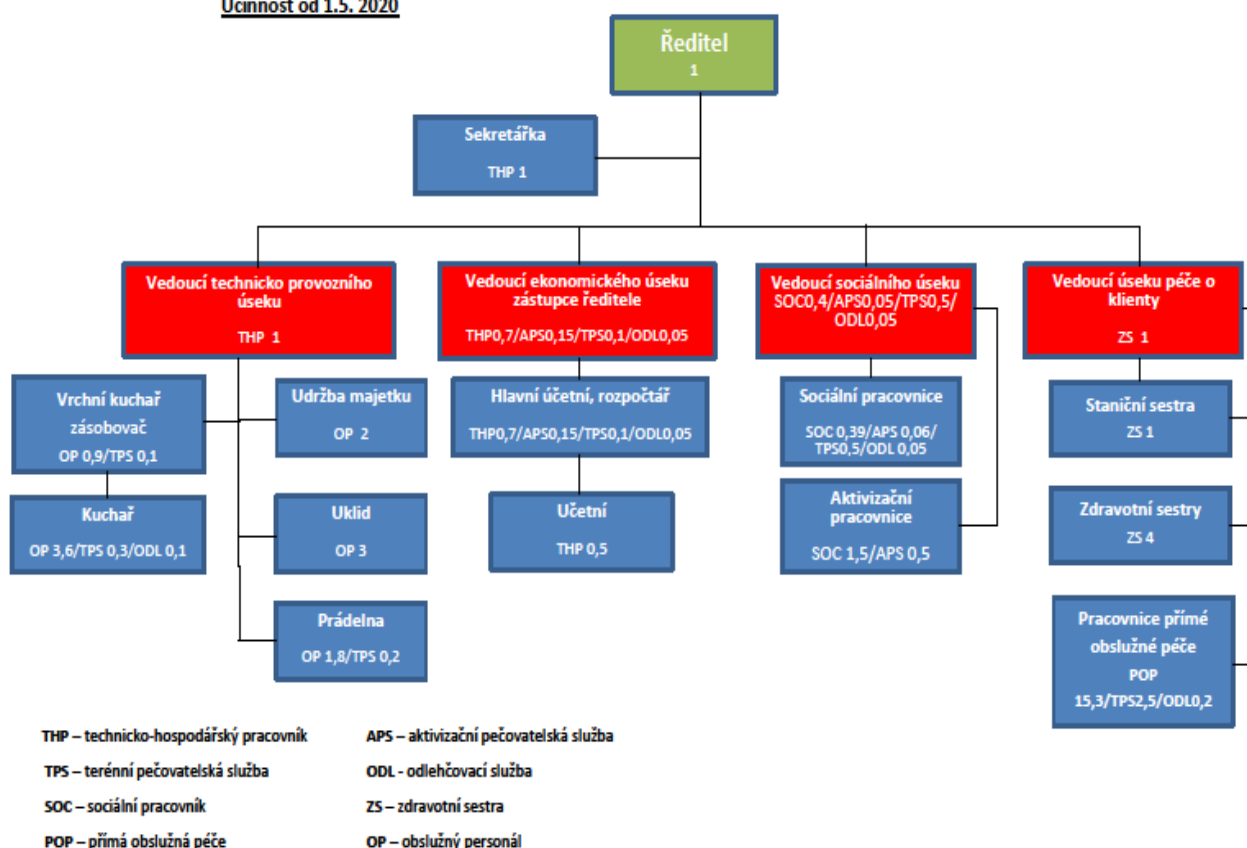 Účinnost od 1.5. 2020
Ředitel
1
Sekretářka
THP 1
Vedoucí technicko provozního
úseku
THP 1
Vedoucí ekonomického úseku
zástupce ředitele
THP0,7/APS0,15/TPS0,1/ODL0,05
Vedoucí sociálního úseku
SOC0,4/APS0,05/TPS0,5/
ODL0,05
Vedoucí úseku péče o
klienty
ZS 1
Vrchní kuchař
zásobovač
OP 0,9/TPS 0,1
Udržba majetku
OP 2
Hlavní účetní, rozpočtář
THP0,7/APS0,15/TPS0,1/ODL0,05
Sociální pracovnice
SOC 0,39/APS 0,06/
TPS0,5/ODL 0,05
Staniční sestra
ZS 1
Kuchař
OP 3,6/TPS 0,3/ODL 0,1
Uklid
OP 3
Učetní
THP 0,5
Aktivizační
pracovnice
SOC 1,5/APS 0,5
Zdravotní sestry
ZS 4
Prádelna
OP 1,8/TPS 0,2
Pracovnice přímé
obslužné péče
POP
15,3/TPS2,5/ODL0,2
THP – technicko-hospodářský pracovník
APS – aktivizační pečovatelská služba
TPS – terénní pečovatelská služba
ODL - odlehčovací služba
SOC – sociální pracovník
ZS – zdravotní sestra
POP – přímá obslužná péče
OP – obslužný personál